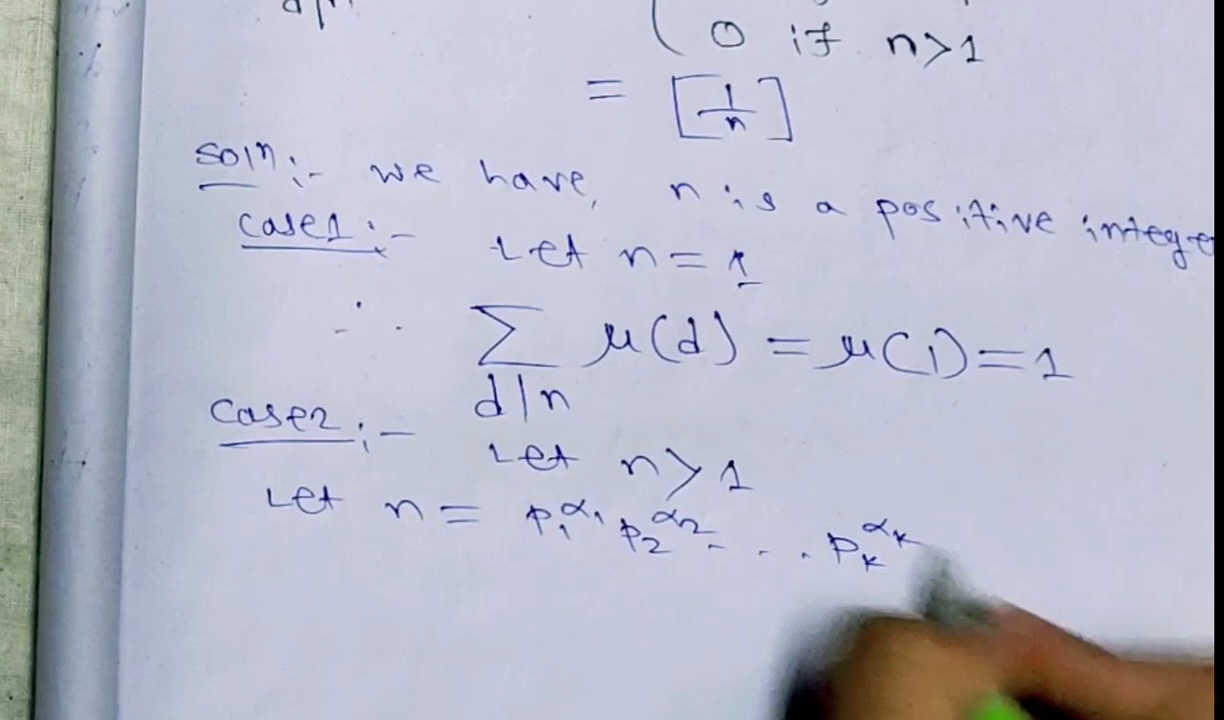 d|n
0 if n>1
= [1/n]
Soln:- we have, n is a positive intege
Case1:- Let n=1
∴ Σ μ(d) = μ(1)=1
d|n
Case2:- Let n>1
Let n= p₁^α₁ p₂^α₂ - - . . pₖ^αₖ